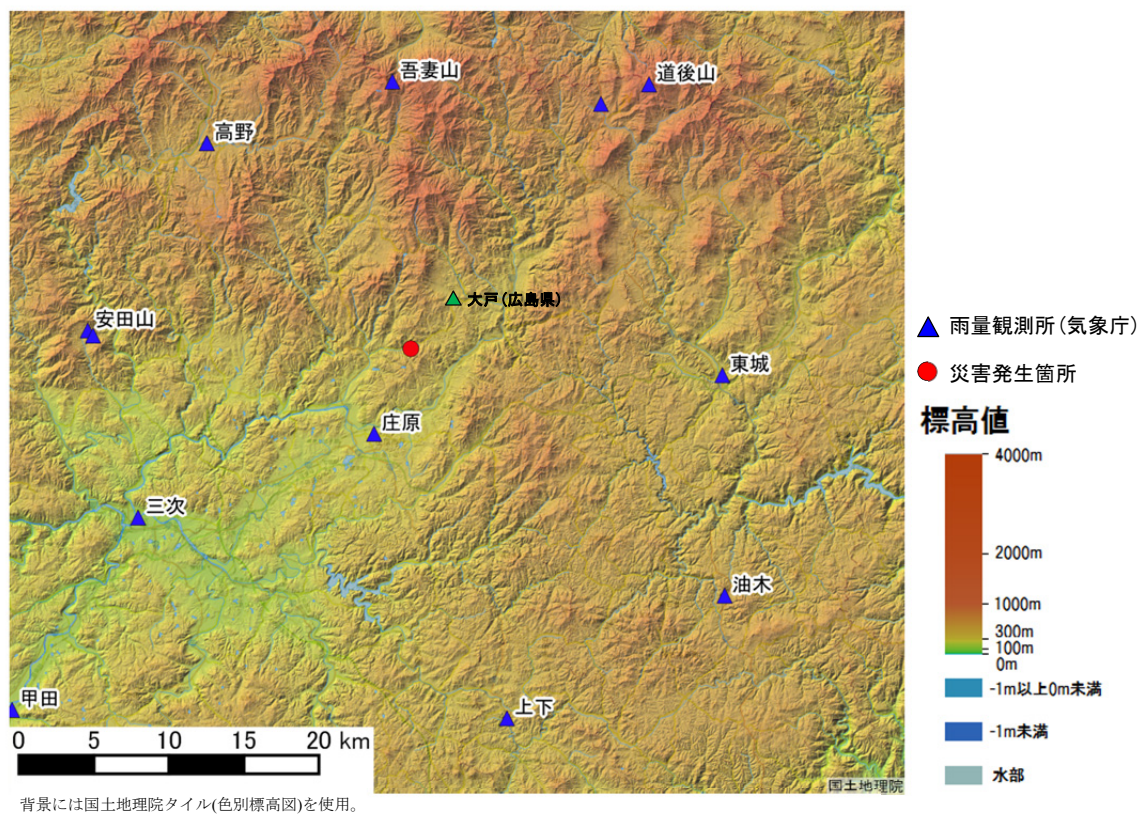 吾妻山
道後山
高野
大戸(広島県)
安田山
東城
庄原
三次
油木
甲田
上下
0 5 10 15 20 km
国土地理院
背景には国土地理院タイル(色別標高図)を使用。
雨量観測所(気象庁)
災害発生箇所
標高値
4000m
2000m
1000m
300m
100m
0m
-1m以上0m未満
-1m未満
水部